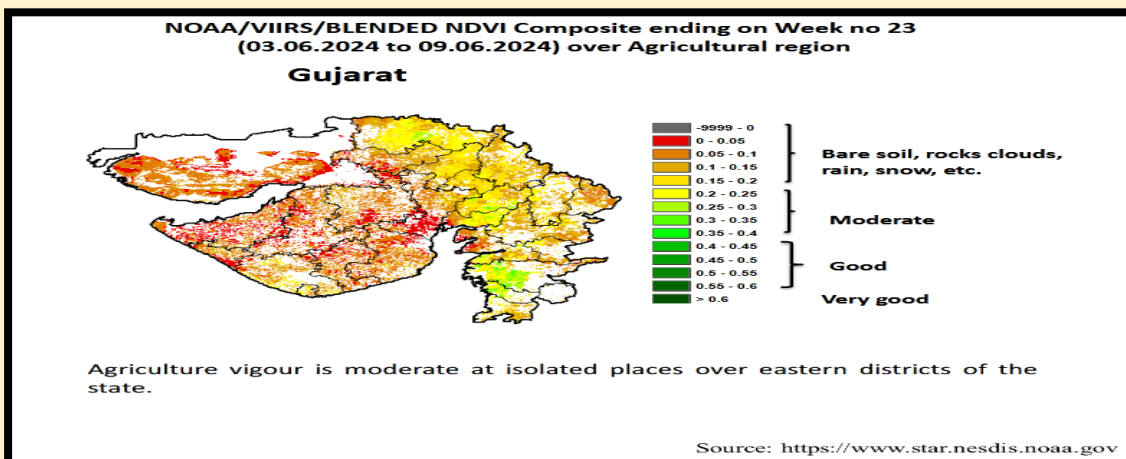 NOAA/VIIRS/BLENDED NDVI Composite ending on Week no 23
(03.06.2024 to 09.06.2024) over Agricultural region
Gujarat
-9999 - 0
0 - 0.05
0.05 - 0.1
0.1 - 0.15
0.15 - 0.2
0.2 - 0.25
0.25 - 0.3
0.3 - 0.35
0.35 - 0.4
0.4 - 0.45
0.45 - 0.5
0.5 - 0.55
0.55 - 0.6
> 0.6
Bare soil, rocks clouds,
rain, snow, etc.
Moderate
Good
Very good
Agriculture vigour is moderate at isolated places over eastern districts of the
state.
Source: https://www.star.nesdis.noaa.gov